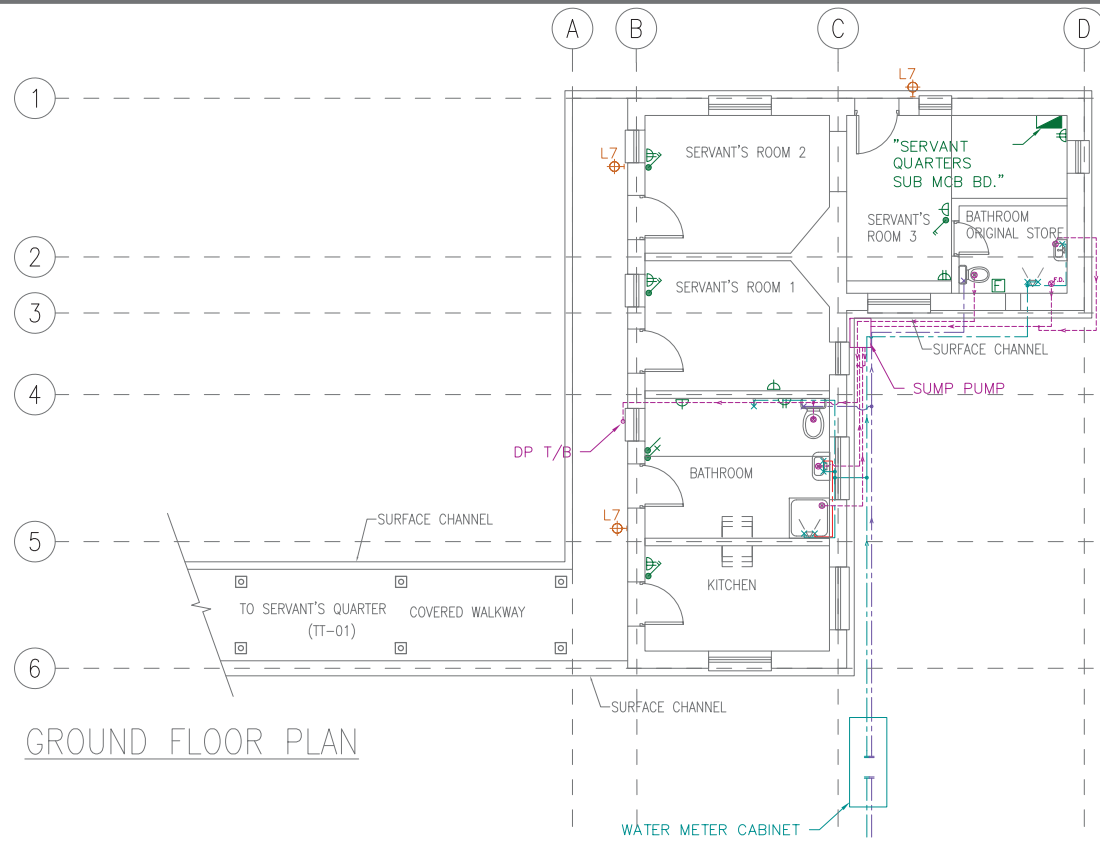 A
B
C
D
1
L7
"SERVANT
QUARTERS
SUB MCB BD."
L7
SERVANT'S ROOM 2
SERVANT'S
ROOM 3
BATHROOM
ORIGINAL STORE
2
F
F.D.
SERVANT'S ROOM 1
3
SURFACE CHANNEL
SUMP PUMP
4
DP T/B
BATHROOM
L7
SURFACE CHANNEL
5
KITCHEN
TO SERVANT'S QUARTER
(TT-01)
COVERED WALKWAY
6
SURFACE CHANNEL
GROUND FLOOR PLAN
WATER METER CABINET